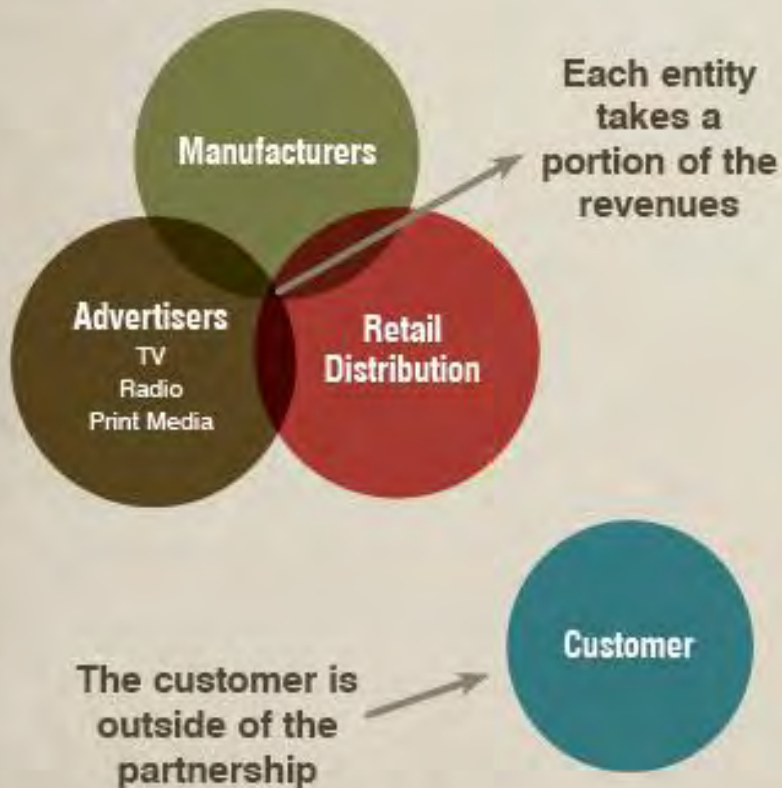 Manufacturers
Each entity
takes a
portion of the
revenues
Advertisers
TV
Radio
Print Media
Retail
Distribution
Customer
The customer is
outside of the
partnership